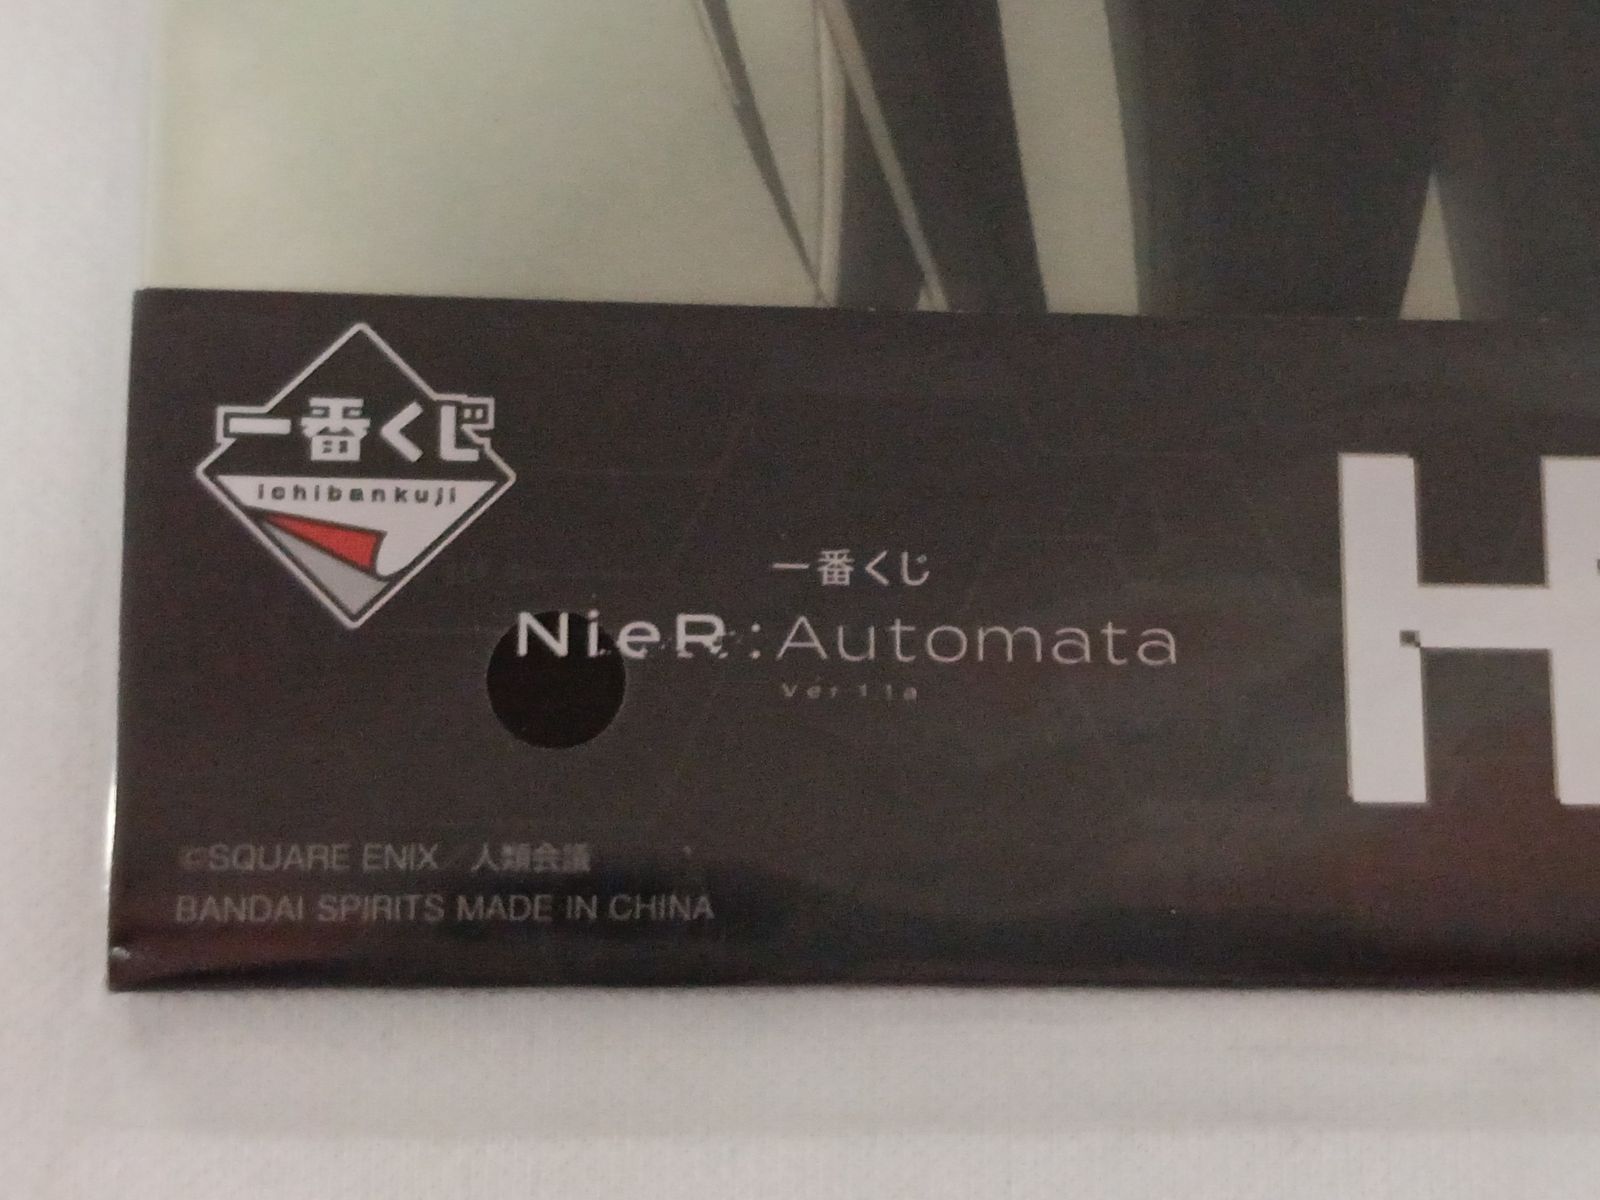 一番くじ
ichibankuji
一番くじ
NieR:Automata
Ver1.1a
H
©SQUARE ENIX／人類会議
BANDAI SPIRITS MADE IN CHINA